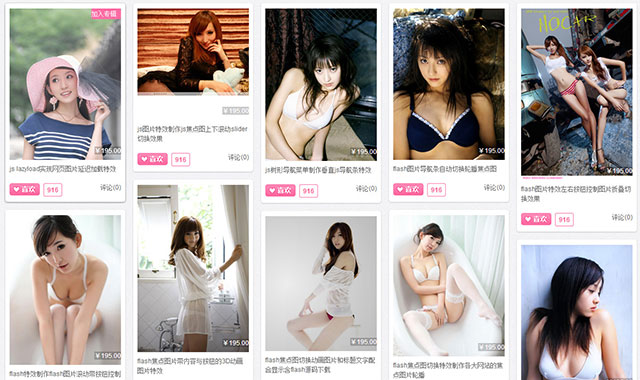 加入专辑
¥195.00
js lazyload实现网页图片延迟加载特效
喜欢 916 评论(0)
¥195.00
js图片特效制作js焦点图上下滚动slider
切换效果
喜欢 916 评论(0)
¥195.00
js树形导航菜单制作垂直js导航条特效
喜欢 916 评论(0)
¥195.00
flash图片导航条自动切换轮播焦点图
喜欢 916 评论(0)
¥195.00
flash图片特效左右按钮控制图片折叠切
换效果
喜欢 916 评论(0)
¥195.00
flash特效制作flash图片滚动带按钮控制
¥195.00
flash焦点图片带内容与按钮的3D动画
图片特效
¥195.00
flash焦点图切换动画图片和标题文字配
合显示含flash源码下载
¥195.00
flash焦点图切换特效制作各大网站的焦
点图片轮播